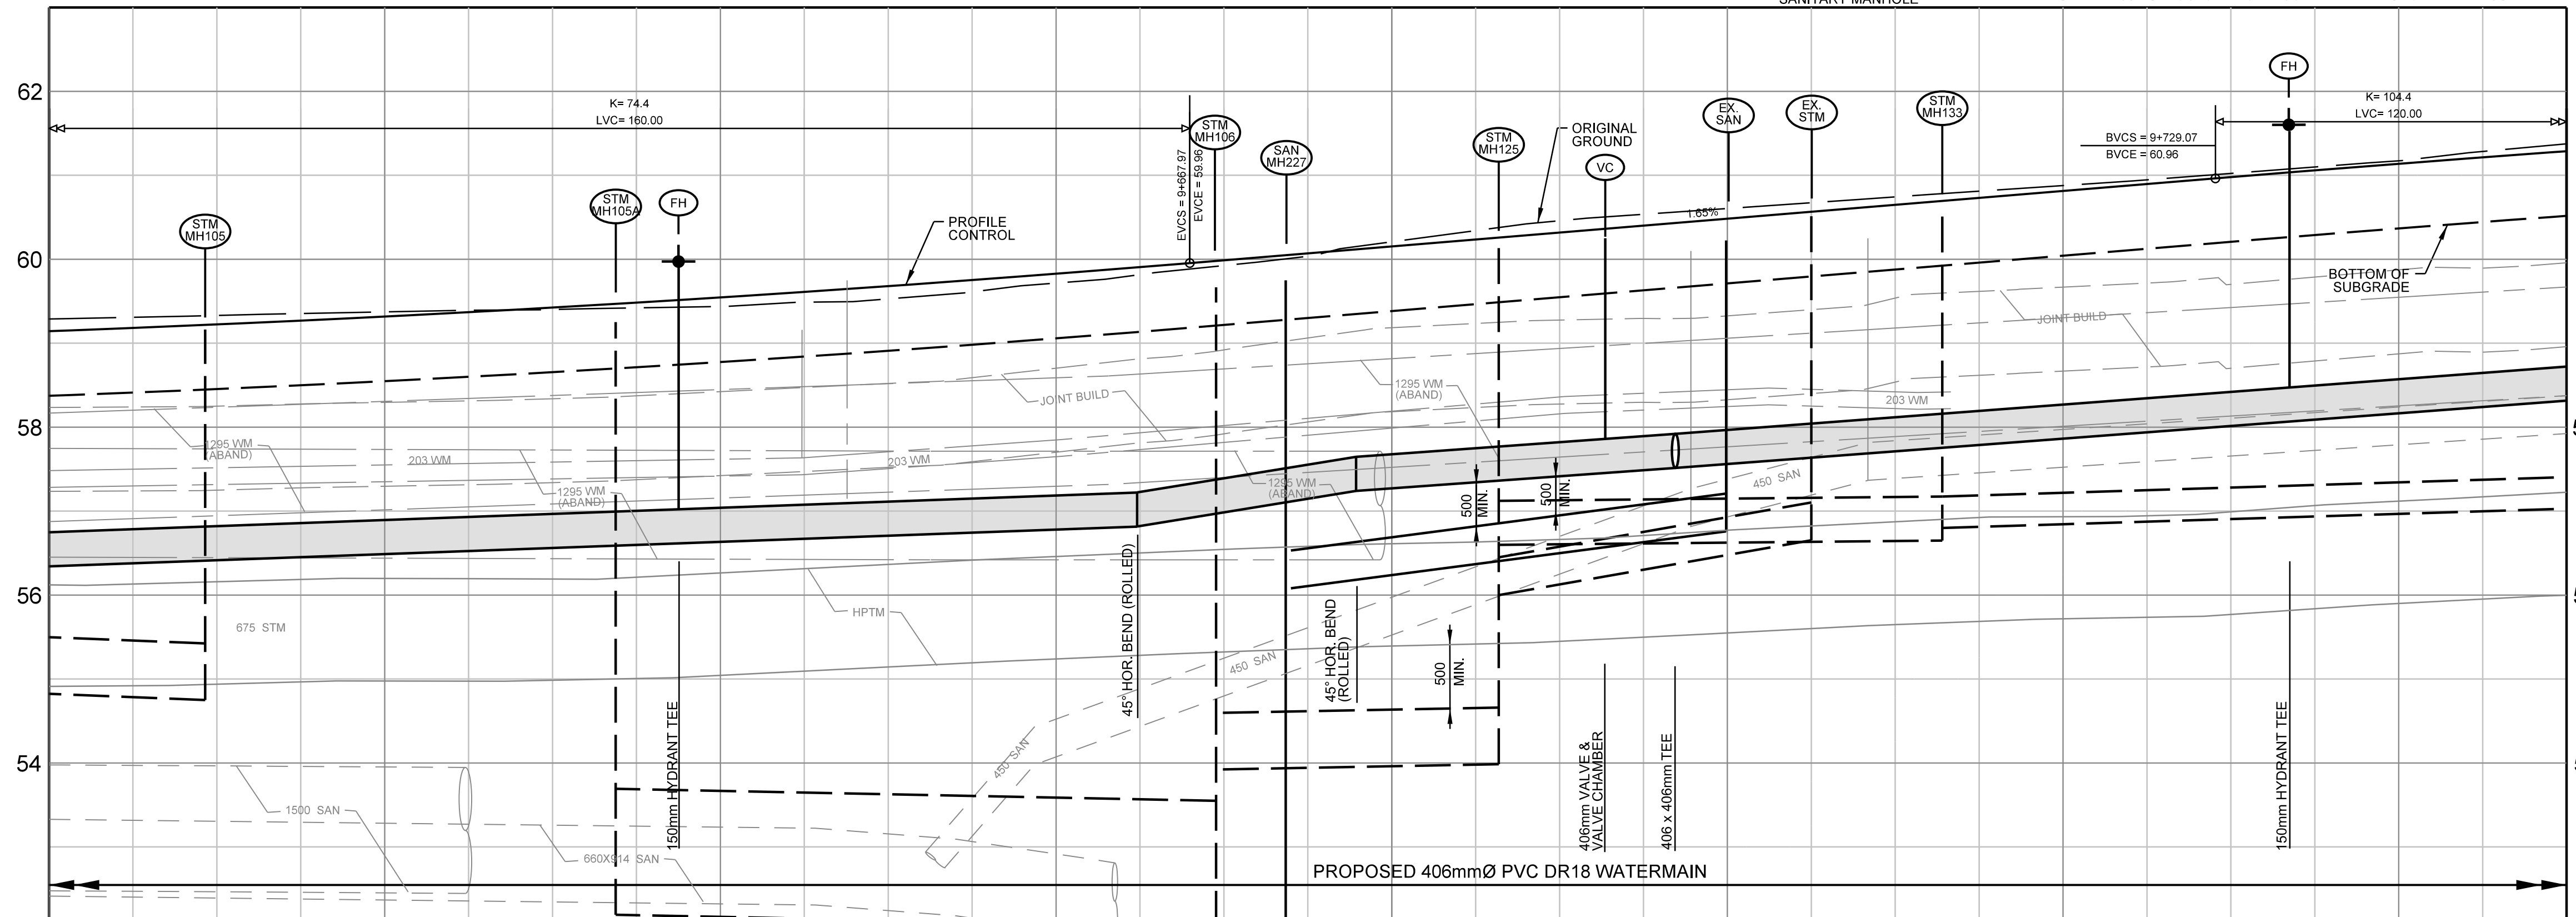 SANITARY MANHOLE
62
60
58
56
54
K= 74.4
LVC= 160.00
STM
MH105
STM
MH105A
FH
PROFILE
CONTROL
EVCS = 9+667.97
EVCE = 59.96
STM
MH106
SAN
MH227
STM
MH125
ORIGINAL
GROUND
VC
EX.
SAN
1.65%
EX.
STM
STM
MH133
BVCS = 9+729.07
BVCE = 60.96
FH
K= 104.4
LVC= 120.00
BOTTOM OF
SUBGRADE
JOINT BUILD
JOINT BUILD
1295 WM
(ABAND)
203 WM
1295 WM
(ABAND)
203 WM
203 WM
1295 WM
(ABAND)
1295 WM
(ABAND)
450 SAN
500
MIN.
500
MIN.
500
MIN.
HPTM
675 STM
45° HOR. BEND (ROLLED)
45° HOR. BEND
(ROLLED)
450 SAN
450 SAN
1500 SAN
660X914 SAN
150mm HYDRANT TEE
406mm VALVE &
VALVE CHAMBER
406 x 406mm TEE
150mm HYDRANT TEE
PROPOSED 406mmØ PVC DR18 WATERMAIN